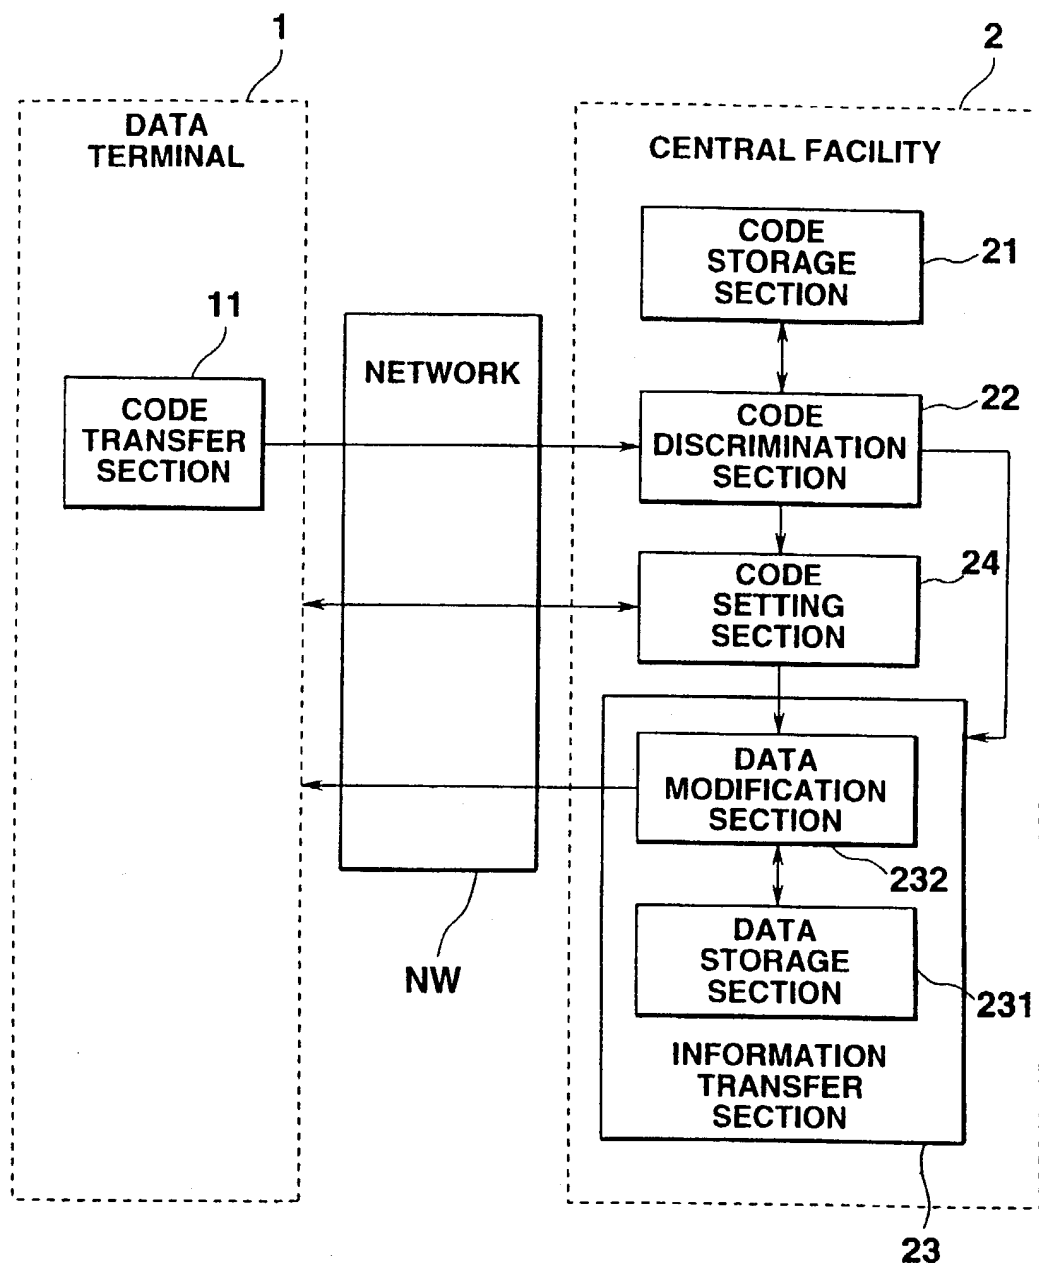 1
2
DATA
TERMINAL
CENTRAL FACILITY
CODE
STORAGE
SECTION
21
11
NETWORK
CODE
TRANSFER
SECTION
CODE
DISCRIMINATION
SECTION
22
CODE
SETTING
SECTION
24
DATA
MODIFICATION
SECTION
232
DATA
STORAGE
SECTION
231
NW
INFORMATION
TRANSFER
SECTION
23